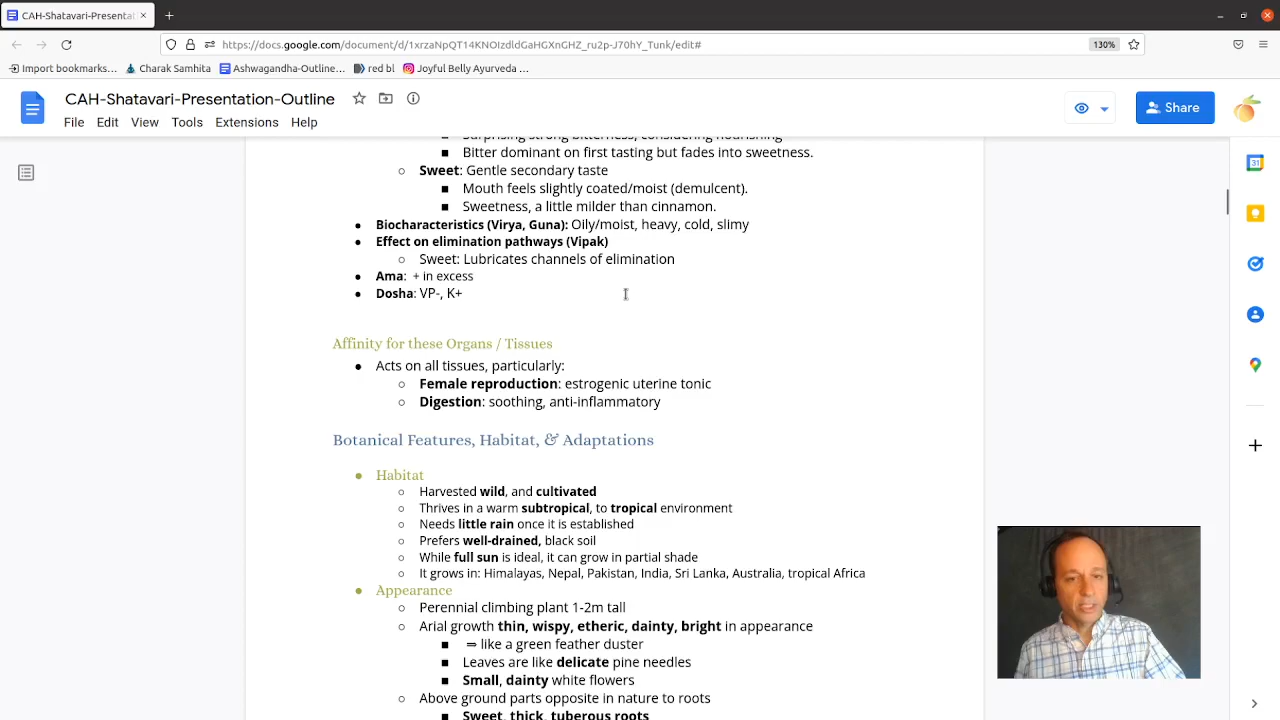 CAH-Shatavari-Presentat
https://docs.google.com/document/d/1xrzaNpQT14KNOIzdldGaHGXnGHZ_ru2p-J70hY_Tunk/edit#
130%
Import bookmarks...
Charak Samhita
Ashwagandha-Outline...
red bl
Joyful Belly Ayurveda ...
CAH-Shatavari-Presentation-Outline
File Edit View Tools Extensions Help
Share
31
Surprising strong bitterness, considering nourishing
■ Bitter dominant on first tasting but fades into sweetness.
○ Sweet: Gentle secondary taste
■ Mouth feels slightly coated/moist (demulcent).
■ Sweetness, a little milder than cinnamon.
● Biocharacteristics (Virya, Guna): Oily/moist, heavy, cold, slimy
● Effect on elimination pathways (Vipak)
○ Sweet: Lubricates channels of elimination
● Ama: + in excess
● Dosha: VP-, K+
Affinity for these Organs / Tissues
● Acts on all tissues, particularly:
○ Female reproduction: estrogenic uterine tonic
○ Digestion: soothing, anti-inflammatory
Botanical Features, Habitat, & Adaptations
● Habitat
○ Harvested wild, and cultivated
○ Thrives in a warm subtropical, to tropical environment
○ Needs little rain once it is established
○ Prefers well-drained, black soil
○ While full sun is ideal, it can grow in partial shade
○ It grows in: Himalayas, Nepal, Pakistan, India, Sri Lanka, Australia, tropical Africa
● Appearance
○ Perennial climbing plant 1-2m tall
○ Arial growth thin, wispy, etheric, dainty, bright in appearance
■ ⇒ like a green feather duster
■ Leaves are like delicate pine needles
■ Small, dainty white flowers
○ Above ground parts opposite in nature to roots
■ Sweet, thick, tuberous roots